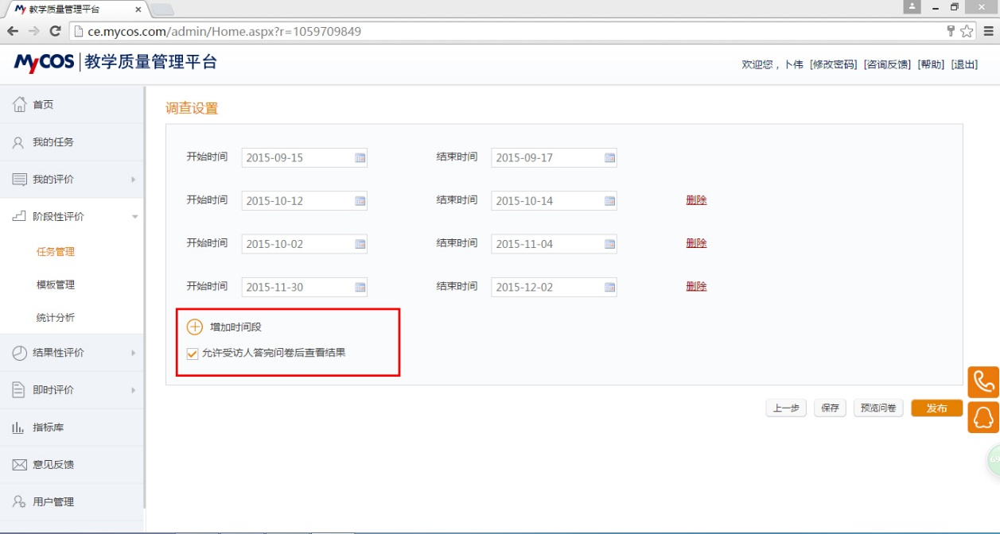 My 教学质量管理平台
ce.mycos.com/admin/Home.aspx?r=1059709849
MyCOS 教学质量管理平台
欢迎您，卜伟 [修改密码] [咨询反馈] [帮助] [退出]
首页
我的任务
我的评价
阶段性评价
任务管理
模板管理
统计分析
结果性评价
即时评价
指标库
意见反馈
用户管理
调查设置
开始时间 2015-09-15 结束时间 2015-09-17
开始时间 2015-10-12 结束时间 2015-10-14 删除
开始时间 2015-10-02 结束时间 2015-11-04 删除
开始时间 2015-11-30 结束时间 2015-12-02 删除
增加时间段
允许受访人答完问卷后查看结果
上一步 保存 预览问卷 发布